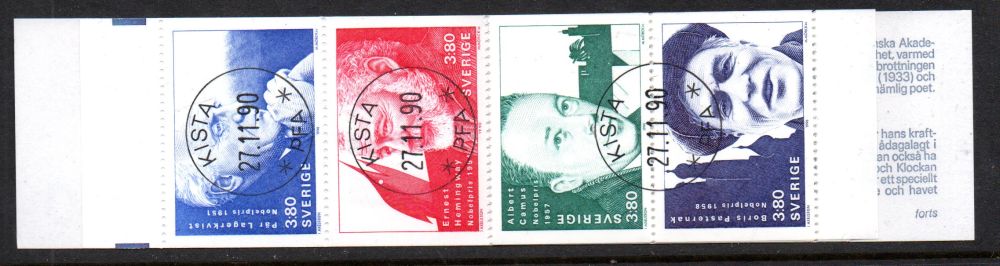 Pär Lagerkvist
Nobelpris 1951
3.80
SVERIGE
KISTA
27.11.90
* PFA *
3.80
SVERIGE
Ernest
Hemingway
Nobelpris
KISTA
27.11.90
* PFA *
Albert
Camus
Nobelpris
1957
SVERIGE
3.80
KISTA
27.11.90
* PFA *
3.80
SVERIGE
Boris Pasternak
Nobelpris 1958
nska Akade-
het, varmed
brottningen
(1933) och
nämlig poet.
r hans kraft-
ådagalagt i
en också ha
och Klockan
ett speciellt
e och havet
forts